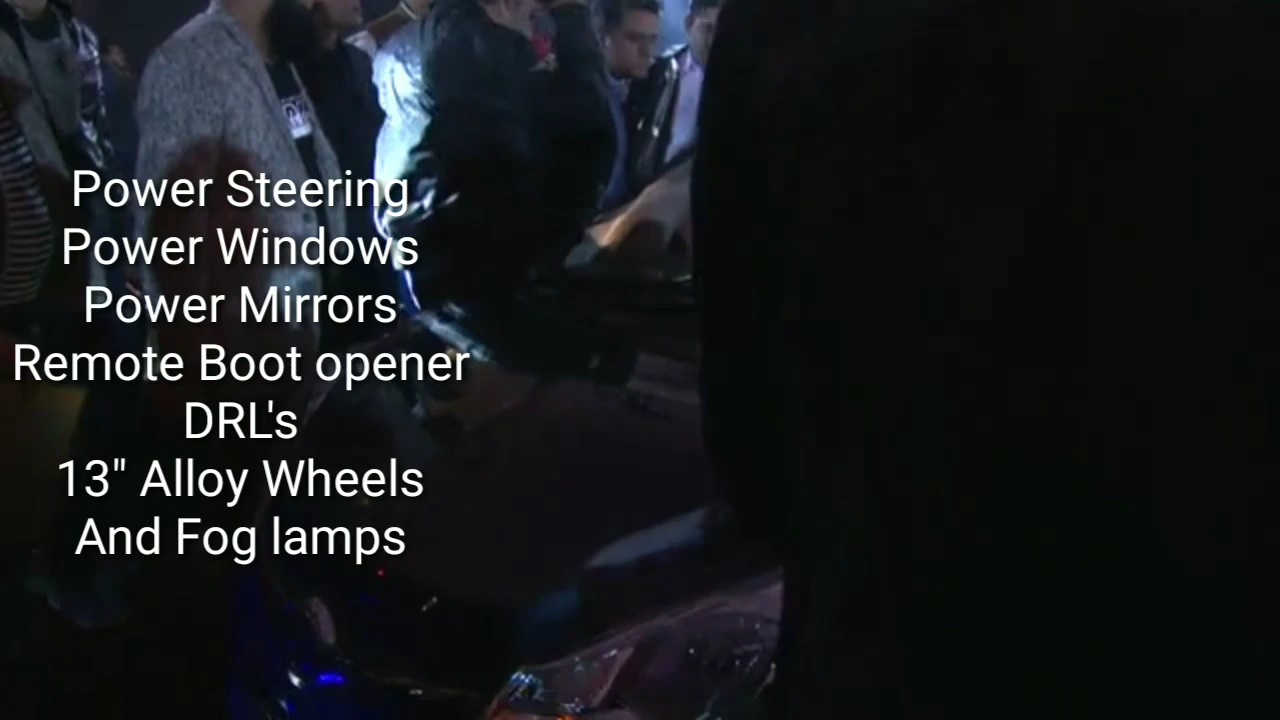 Power Steering
Power Windows
Power Mirrors
Remote Boot opener
DRL's
13" Alloy Wheels
And Fog lamps